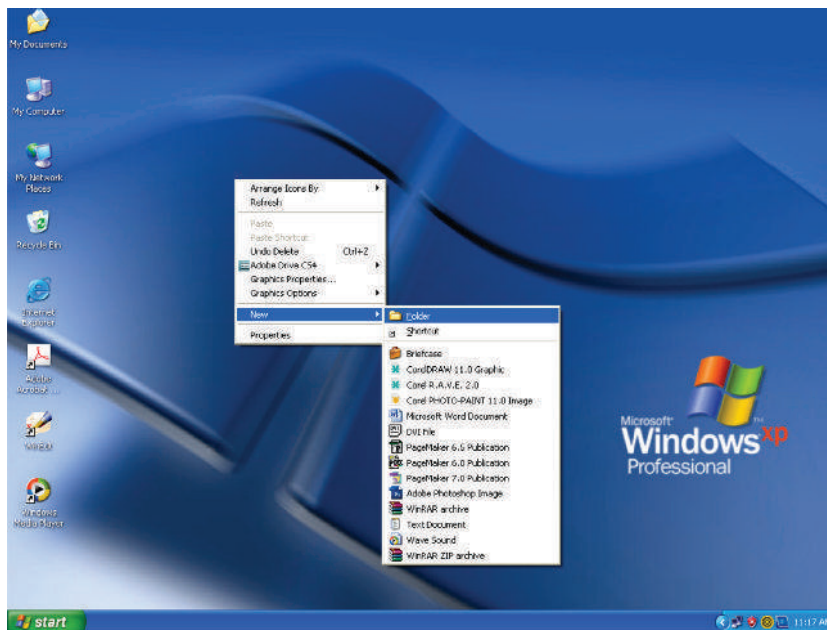 My Documents
My Computer
My Network
Places
Recycle Bin
Internet
Explorer
Adobe
Acrobat ...
Windows
Media Player
Arrange Icons By
Refresh
Paste
Paste Shortcut
Undo Delete Ctrl+Z
Adobe Drive CS4
Graphics Properties...
Graphics Options
New
Properties
Folder
Shortcut
Briefcase
CorelDRAW 11.0 Graphic
Corel R.A.V.E. 2.0
Corel PHOTO-PAINT 11.0 Image
Microsoft Word Document
DVI File
PageMaker 6.5 Publication
PageMaker 6.0 Publication
PageMaker 7.0 Publication
Adobe Photoshop Image
WinRAR archive
Text Document
Wave Sound
WinRAR ZIP archive
Microsoft
Windows xp
Professional
start
11:17 AM